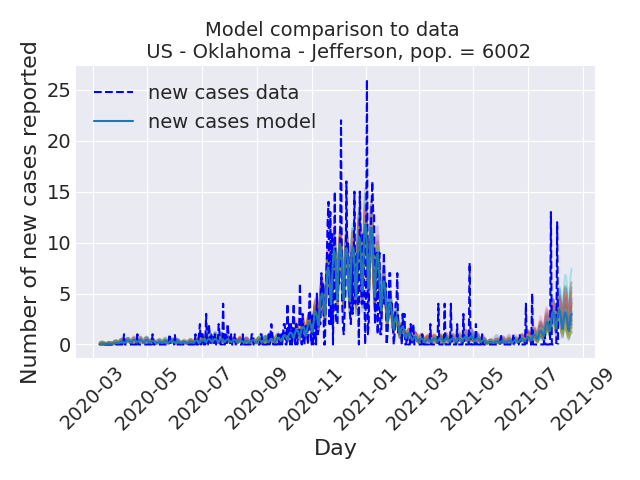 Model comparison to data
US - Oklahoma - Jefferson, pop. = 6002
Number of new cases reported
25
20
15
10
5
0
new cases data
new cases model
2020-03
2020-05
2020-07
2020-09
2020-11
2021-01
2021-03
2021-05
2021-07
2021-09
Day